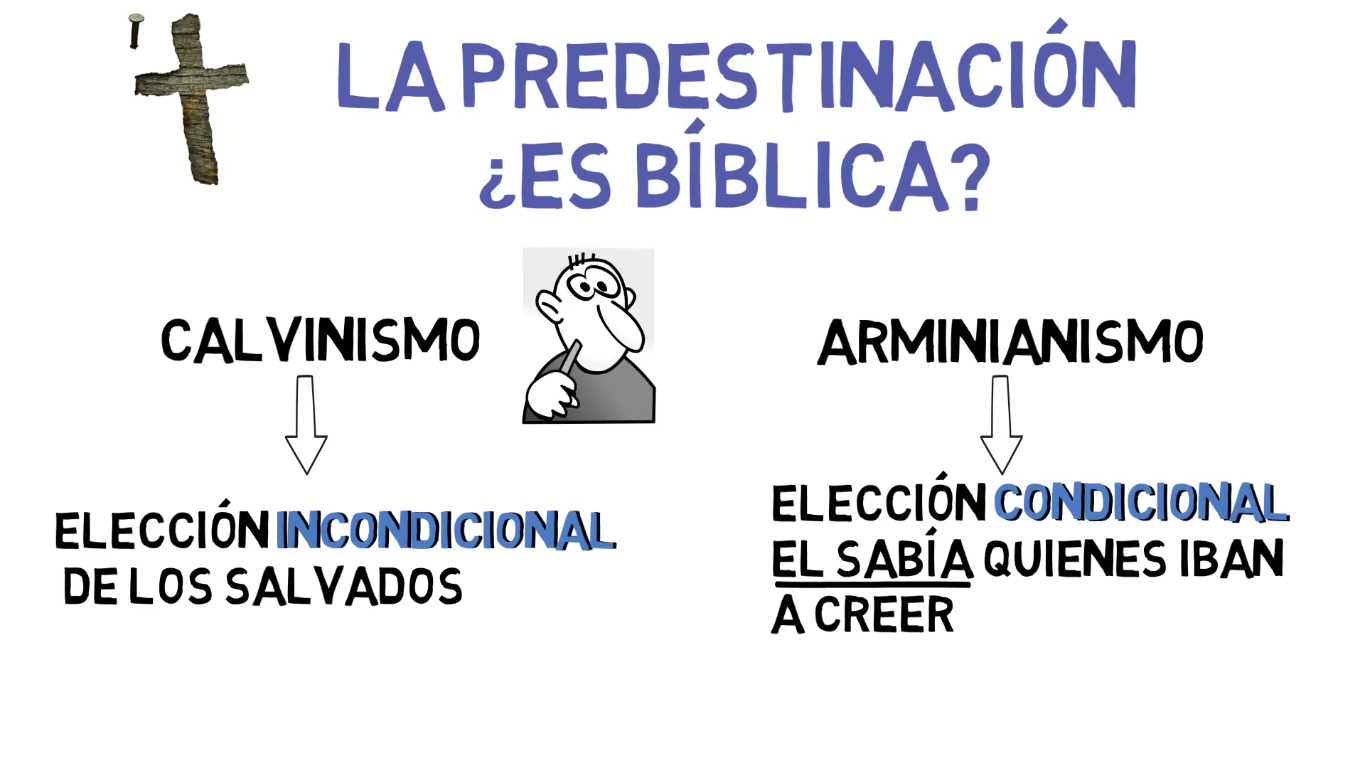 LA PREDESTINACIÓN
¿ES BÍBLICA?
CALVINISMO
ELECCIÓN INCONDICIONAL
DE LOS SALVADOS
ARMINIANISMO
ELECCIÓN CONDICIONAL
EL SABÍA QUIENES IBAN
A CREER